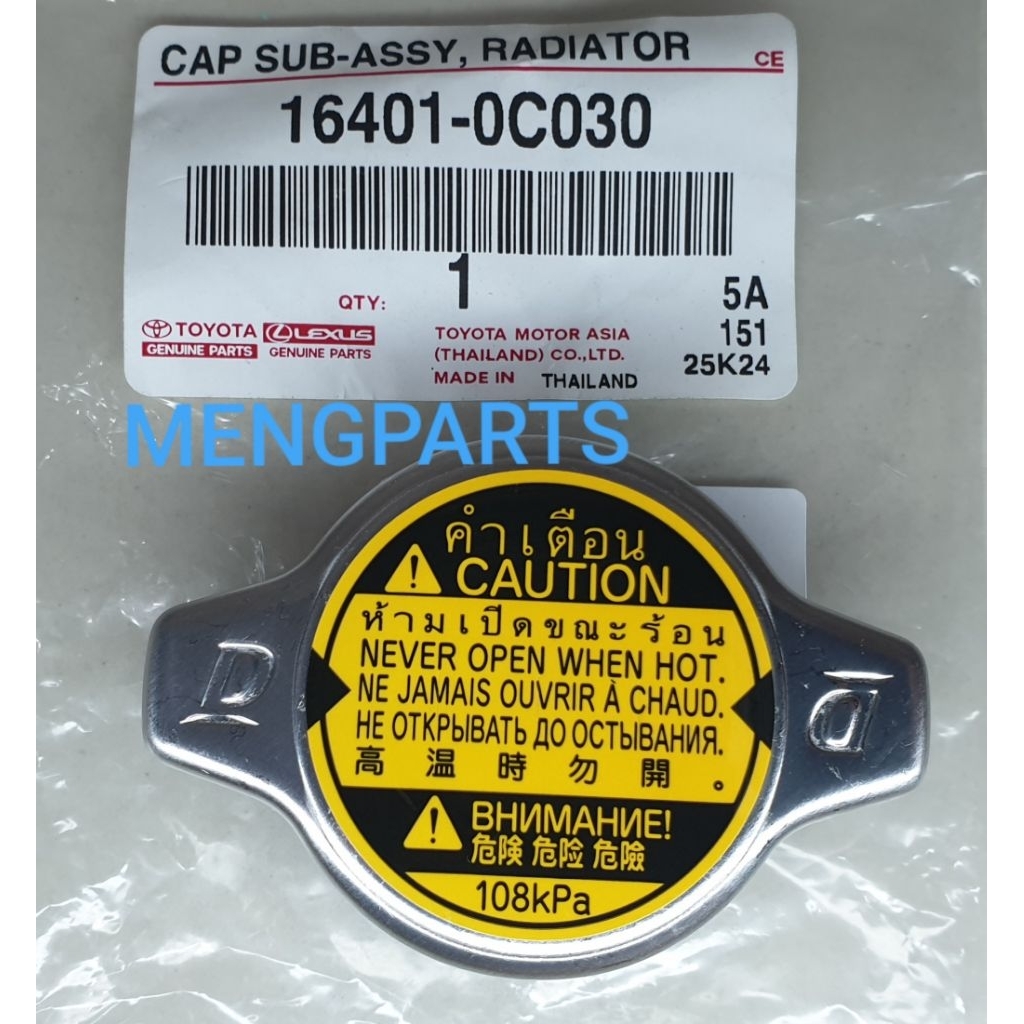 CAP SUB-ASSY, RADIATOR CE
16401-0C030
QTY: 1
5A
151
25K24
TOYOTA LEXUS
GENUINE PARTS GENUINE PARTS
TOYOTA MOTOR ASIA
(THAILAND) CO.,LTD.
MADE IN THAILAND
MENGPARTS
คำเตือน
CAUTION
ห้ามเปิดขณะร้อน
NEVER OPEN WHEN HOT.
NE JAMAIS OUVRIR À CHAUD.
НЕ ОТКРЫВАТЬ ДО ОСТЫВАНИЯ.
高温時勿開。
ВНИМАНИЕ!
危険 危险 危險
108kPa
D
D